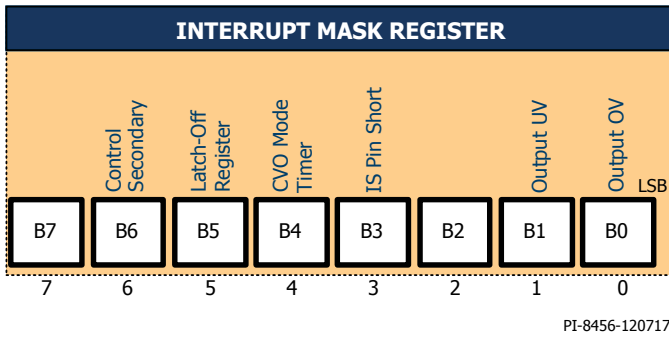 INTERRUPT MASK REGISTER
Control
Secondary
Latch-Off
Register
CVO Mode
Timer
IS Pin Short
Output UV
Output OV
LSB
B7 B6 B5 B4 B3 B2 B1 B0
7 6 5 4 3 2 1 0
PI-8456-120717